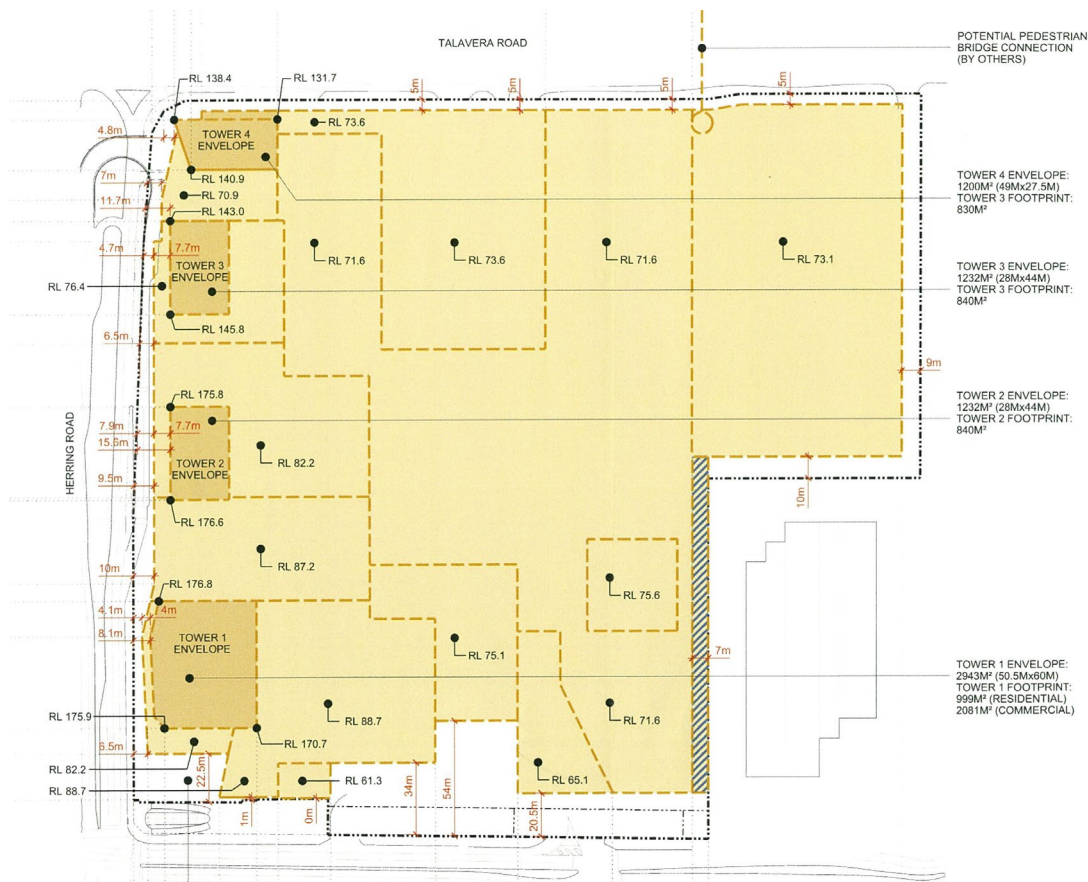 TALAVERA ROAD
POTENTIAL PEDESTRIAN
BRIDGE CONNECTION
(BY OTHERS)
RL 138.4
RL 131.7
5m
5m
5m
5m
4.8m
TOWER 4
ENVELOPE
RL 73.6
7m
RL 140.9
RL 70.9
11.7m
RL 143.0
TOWER 4 ENVELOPE:
1200M² (49Mx27.5M)
TOWER 3 FOOTPRINT:
830M²
4.7m
7.7m
TOWER 3
ENVELOPE
RL 71.6
RL 73.6
RL 71.6
RL 73.1
RL 76.4
TOWER 3 ENVELOPE:
1232M² (28Mx44M)
TOWER 3 FOOTPRINT:
840M²
RL 145.8
6.5m
9m
RL 175.8
TOWER 2 ENVELOPE:
1232M² (28Mx44M)
TOWER 2 FOOTPRINT:
840M²
HERRING ROAD
7.9m
7.7m
15.6m
RL 82.2
TOWER 2
ENVELOPE
9.5m
10m
RL 176.6
RL 87.2
10m
RL 176.8
RL 75.6
4.1m
4m
8.1m
TOWER 1
ENVELOPE
RL 75.1
7m
TOWER 1 ENVELOPE:
2943M² (50.5Mx60M)
TOWER 1 FOOTPRINT:
999M² (RESIDENTIAL)
2081M² (COMMERCIAL)
RL 175.9
RL 88.7
RL 71.6
RL 170.7
6.5m
RL 82.2
22.5m
RL 88.7
RL 61.3
34m
54m
RL 65.1
1m
0m
20.5m